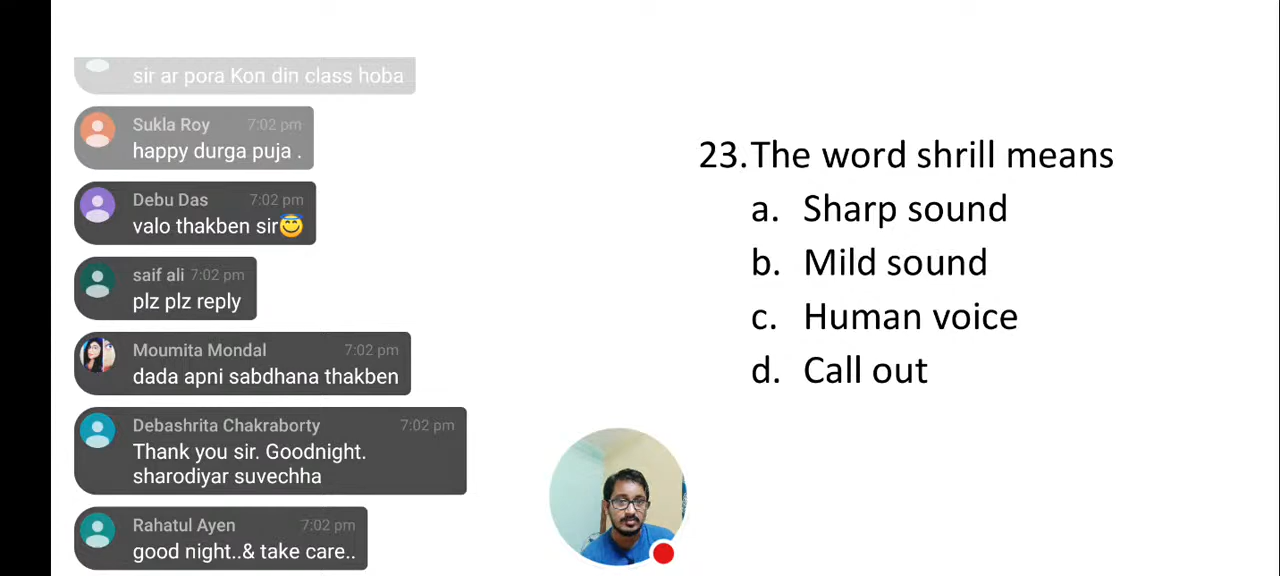 sir ar pora Kon din class hoba
Sukla Roy 7:02 pm
happy durga puja .
Debu Das 7:02 pm
valo thakben sir😇
saif ali 7:02 pm
plz plz reply
Moumita Mondal 7:02 pm
dada apni sabdhana thakben
Debashrita Chakraborty 7:02 pm
Thank you sir. Goodnight.
sharodiyar suvechha
Rahatul Ayen 7:02 pm
good night..& take care..
23.The word shrill means
a. Sharp sound
b. Mild sound
c. Human voice
d. Call out